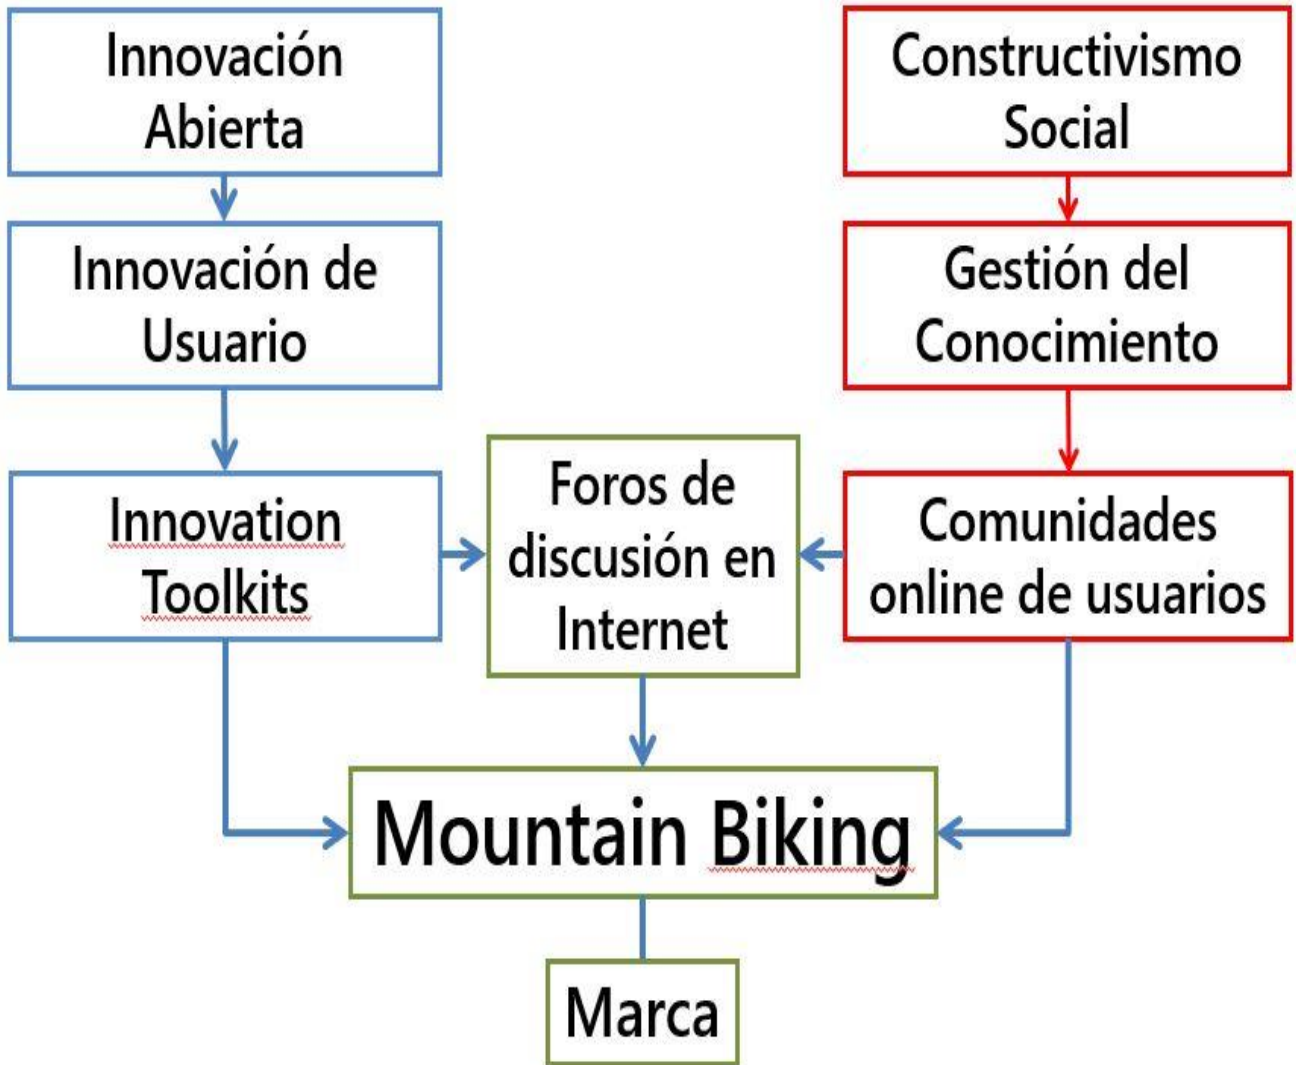 Innovación
Abierta
Constructivismo
Social
Innovación de
Usuario
Gestión del
Conocimiento
Innovation
Toolkits
Foros de
discusión en
Internet
Comunidades
online de usuarios
Mountain Biking
Marca